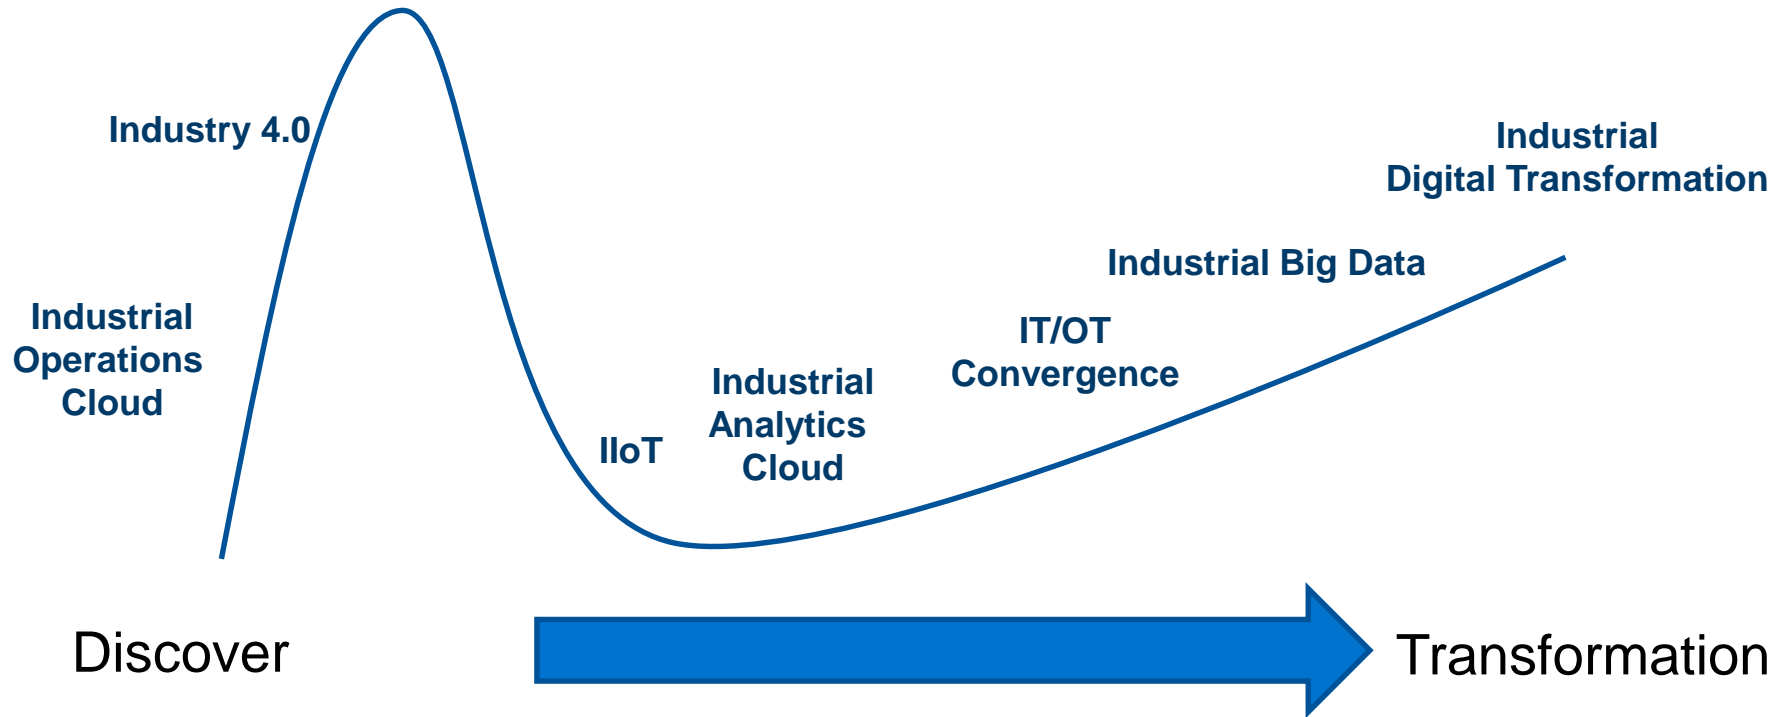 Industry 4.0
Industrial
Digital Transformation
Industrial Big Data
Industrial
Operations
Cloud
IT/OT
Convergence
Industrial
Analytics
Cloud
IIoT
Discover
Transformation